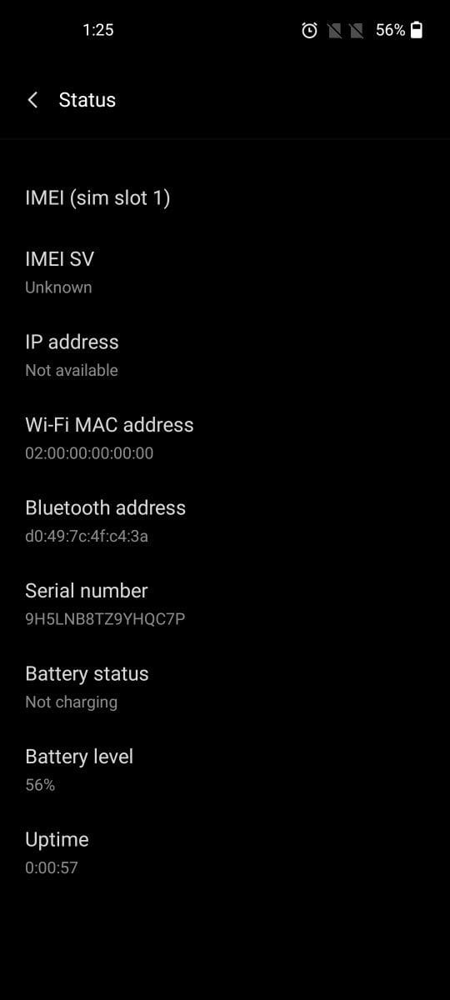 1:25 56%
Status
IMEI (sim slot 1)
IMEI SV
Unknown
IP address
Not available
Wi-Fi MAC address
02:00:00:00:00:00
Bluetooth address
d0:49:7c:4f:c4:3a
Serial number
9H5LNB8TZ9YHQC7P
Battery status
Not charging
Battery level
56%
Uptime
0:00:57